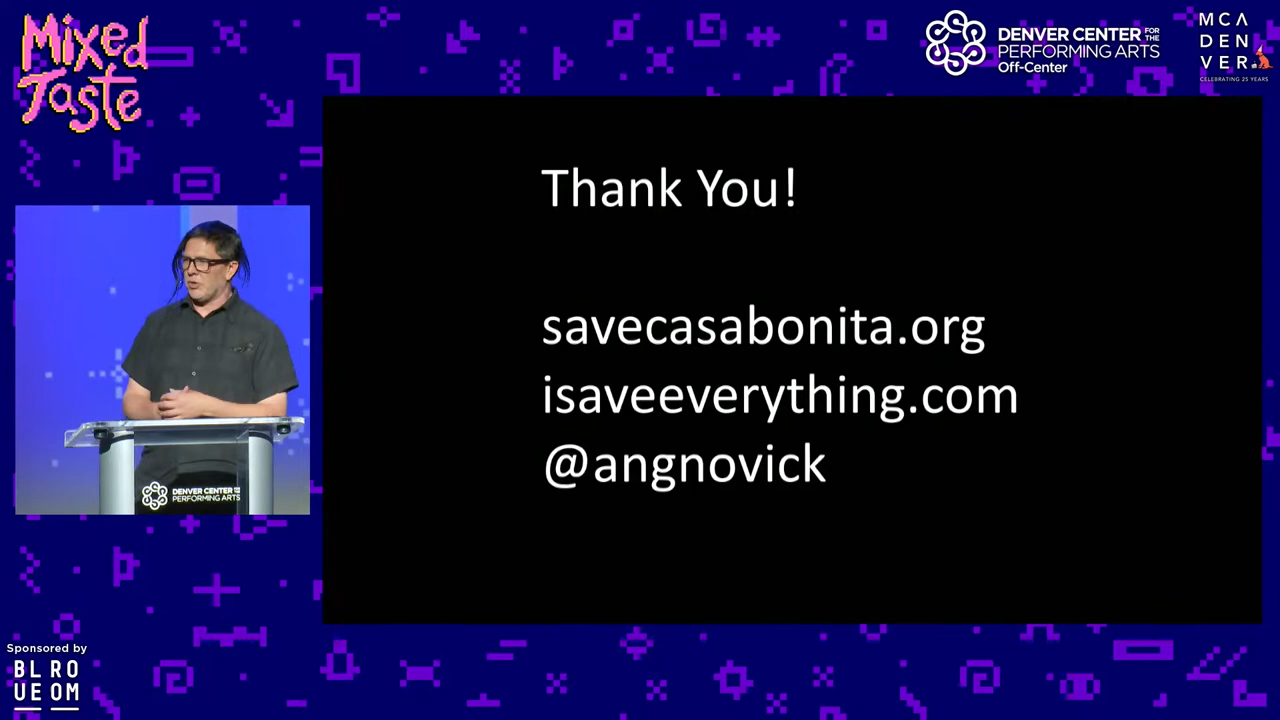 Mixed
Taste
DENVER CENTER FOR THE
PERFORMING ARTS
Off-Center
MCA
DEN
VER
CELEBRATING 25 YEARS
Thank You!
savecasabonita.org
isaveeverything.com
@angnovick
DENVER CENTER FOR THE
PERFORMING ARTS
Sponsored by
BL RO
UE OM